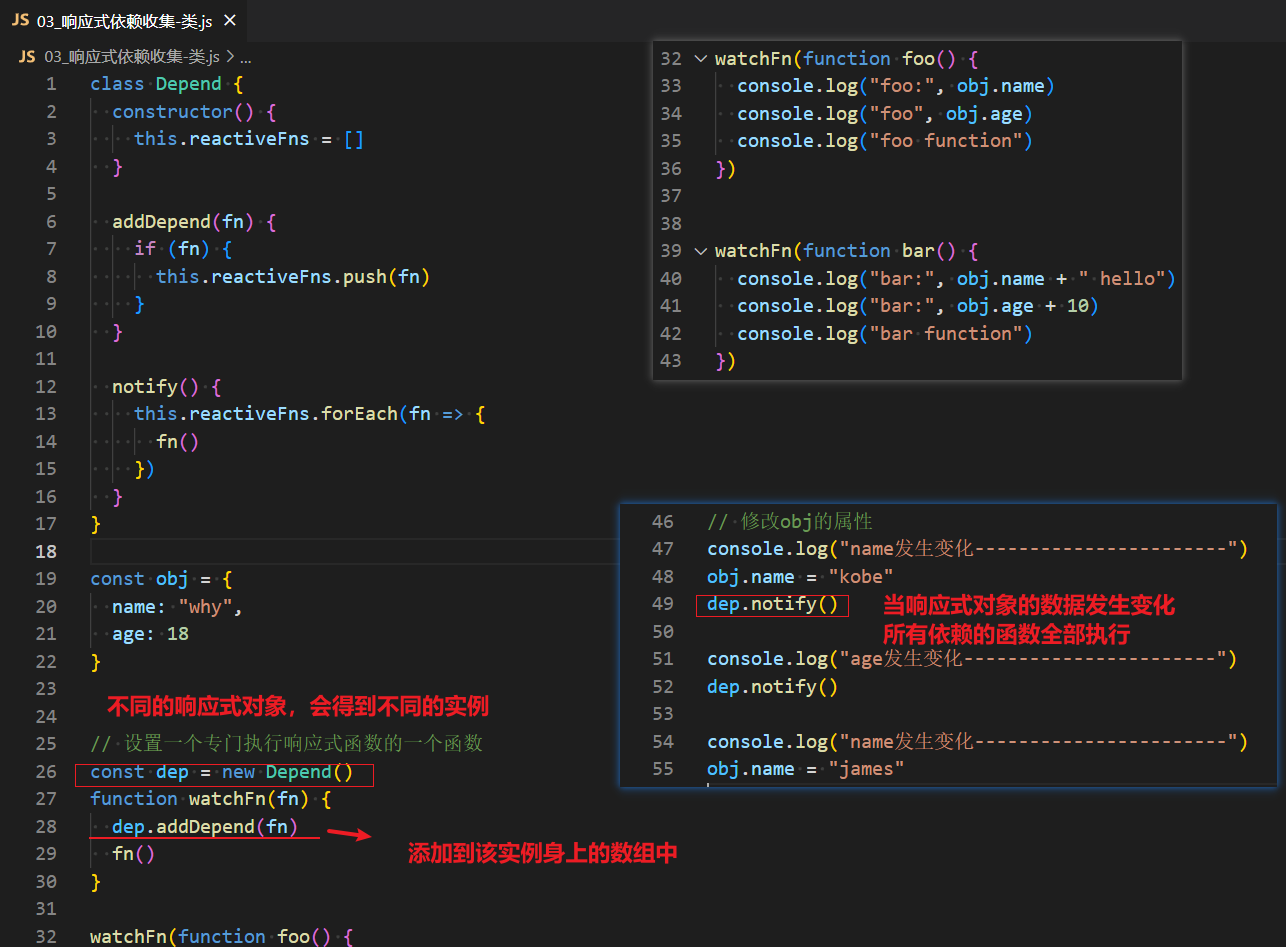 JS 03_响应式依赖收集-类.js ×
JS 03_响应式依赖收集-类.js > ...
1 class Depend {
2 constructor() {
3 this.reactiveFns = []
4 }
5
6 addDepend(fn) {
7 if (fn) {
8 this.reactiveFns.push(fn)
9 }
10 }
11
12 notify() {
13 this.reactiveFns.forEach(fn => {
14 fn()
15 })
16 }
17 }
18
19 const obj = {
20 name: "why",
21 age: 18
22 }
23
不同的响应式对象，会得到不同的实例
24
25 // 设置一个专门执行响应式函数的一个函数
26 const dep = new Depend()
27 function watchFn(fn) {
28 dep.addDepend(fn)
29 fn()
添加到该实例身上的数组中
30 }
31
32 watchFn(function foo() {
32 watchFn(function foo() {
33 console.log("foo:", obj.name)
34 console.log("foo", obj.age)
35 console.log("foo function")
36 })
37
38
39 watchFn(function bar() {
40 console.log("bar:", obj.name + " hello")
41 console.log("bar:", obj.age + 10)
42 console.log("bar function")
43 })
46 // 修改obj的属性
47 console.log("name发生变化-----------------------")
48 obj.name = "kobe"
49 dep.notify()
当响应式对象的数据发生变化
50
所有依赖的函数全部执行
51 console.log("age发生变化-----------------------")
52 dep.notify()
53
54 console.log("name发生变化-----------------------")
55 obj.name = "james"